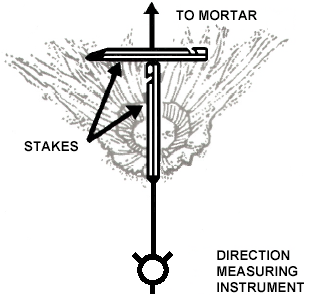 TO MORTAR
STAKES
DIRECTION
MEASURING
INSTRUMENT